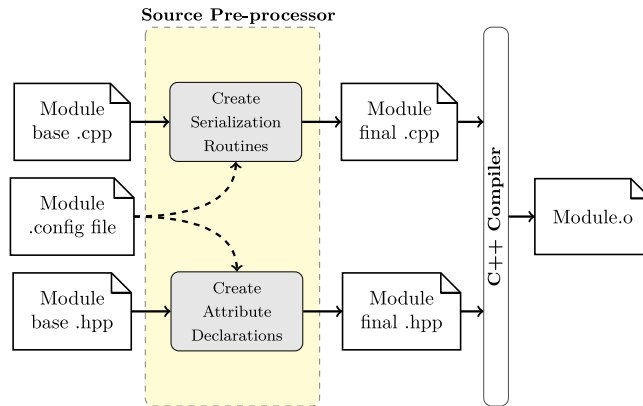 Source Pre-processor
Module
base .cpp
Create
Serialization
Routines
Module
final .cpp
Module
.config file
C++ Compiler
Module.o
Module
base .hpp
Create
Attribute
Declarations
Module
final .hpp